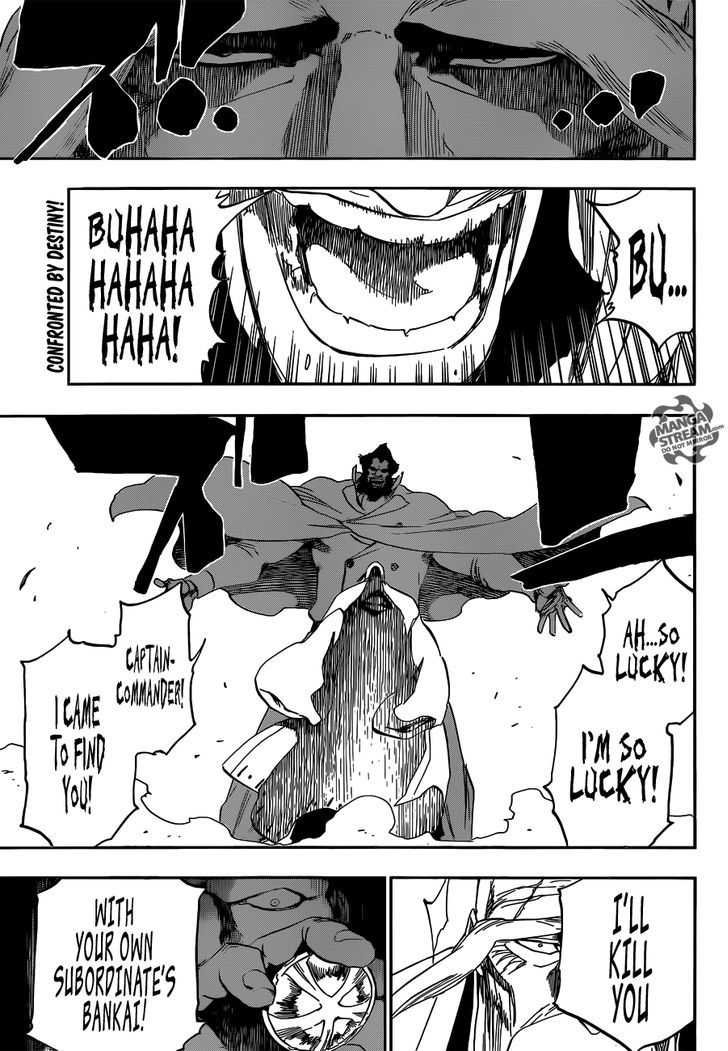 CONFRONTED BY DESTINY!
BU...
BUHAHA
HAHAHA
HAHA!
MANGA
STREAM.com
DO NOT MIRROR
AH...SO
LUCKY!
I'M SO
LUCKY!
CAPTAIN-
COMMANDER!
I CAME
TO FIND
YOU!
I'LL
KILL
YOU
WITH
YOUR OWN
SUBORDINATE'S
BANKAI!